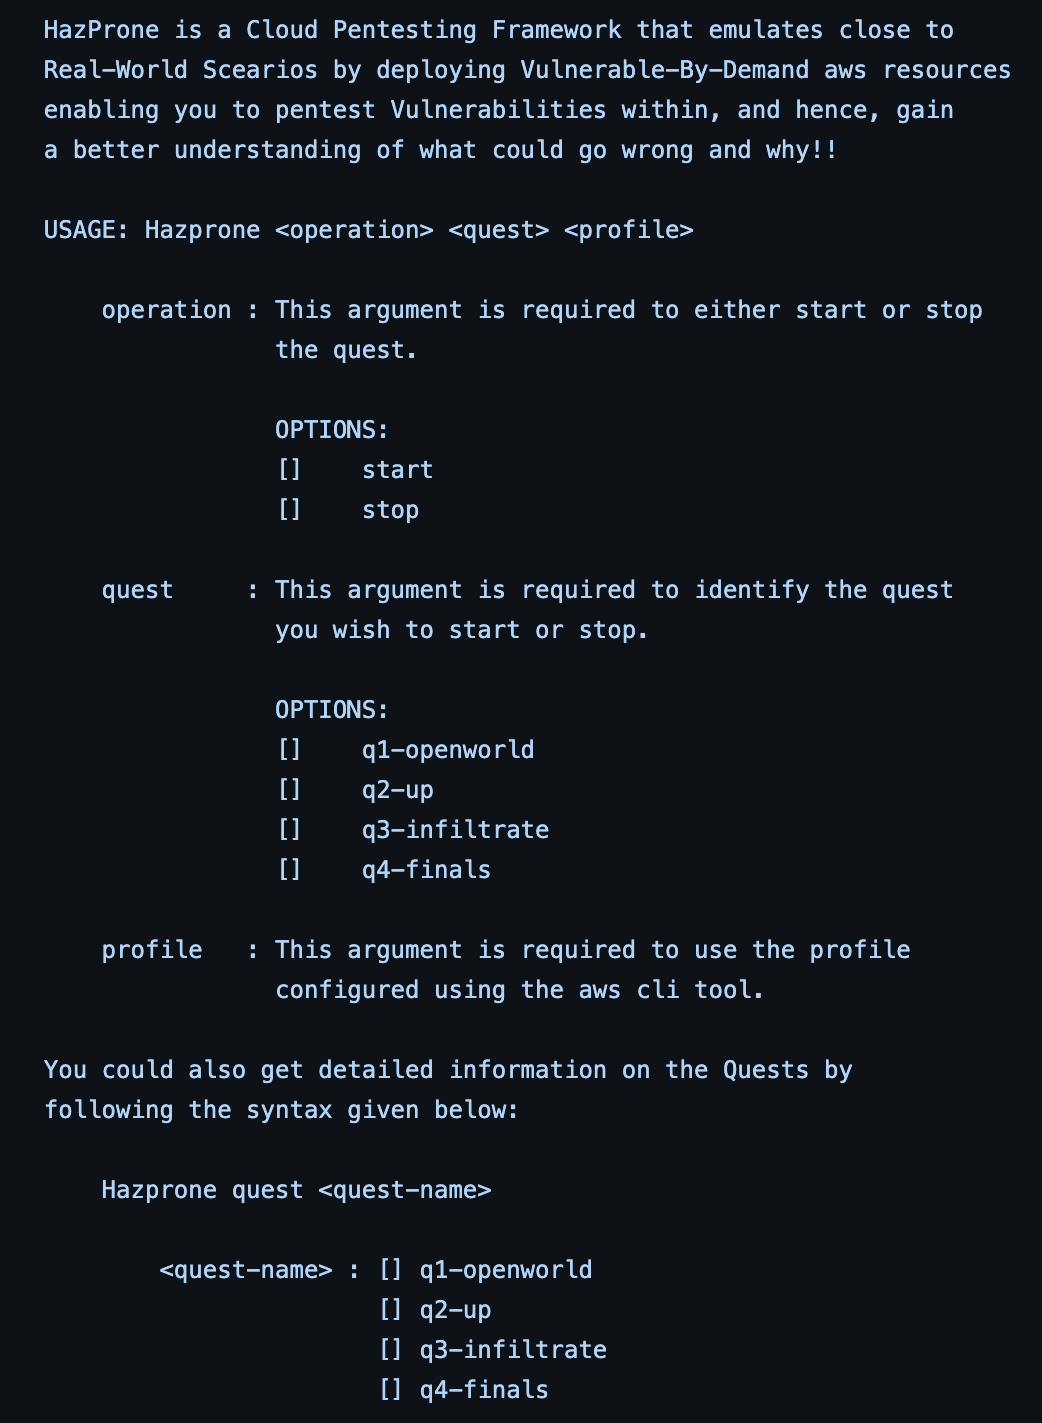 HazProne is a Cloud Pentesting Framework that emulates close to
Real-World Scearios by deploying Vulnerable-By-Demand aws resources
enabling you to pentest Vulnerabilities within, and hence, gain
a better understanding of what could go wrong and why!!
USAGE: Hazprone <operation> <quest> <profile>
operation : This argument is required to either start or stop
the quest.
OPTIONS:
[] start
[] stop
quest : This argument is required to identify the quest
you wish to start or stop.
OPTIONS:
[] q1-openworld
[] q2-up
[] q3-infiltrate
[] q4-finals
profile : This argument is required to use the profile
configured using the aws cli tool.
You could also get detailed information on the Quests by
following the syntax given below:
Hazprone quest <quest-name>
<quest-name> : [] q1-openworld
[] q2-up
[] q3-infiltrate
[] q4-finals